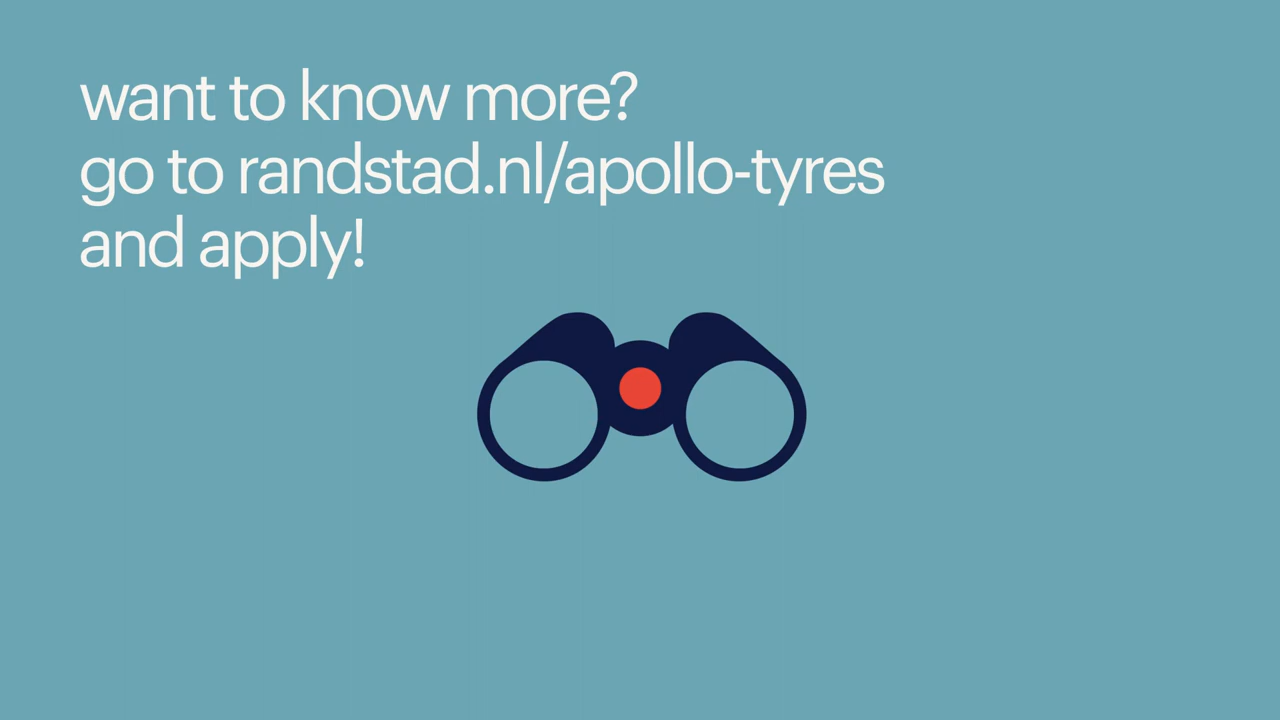 want to know more?
go to randstad.nl/apollo-tyres
and apply!